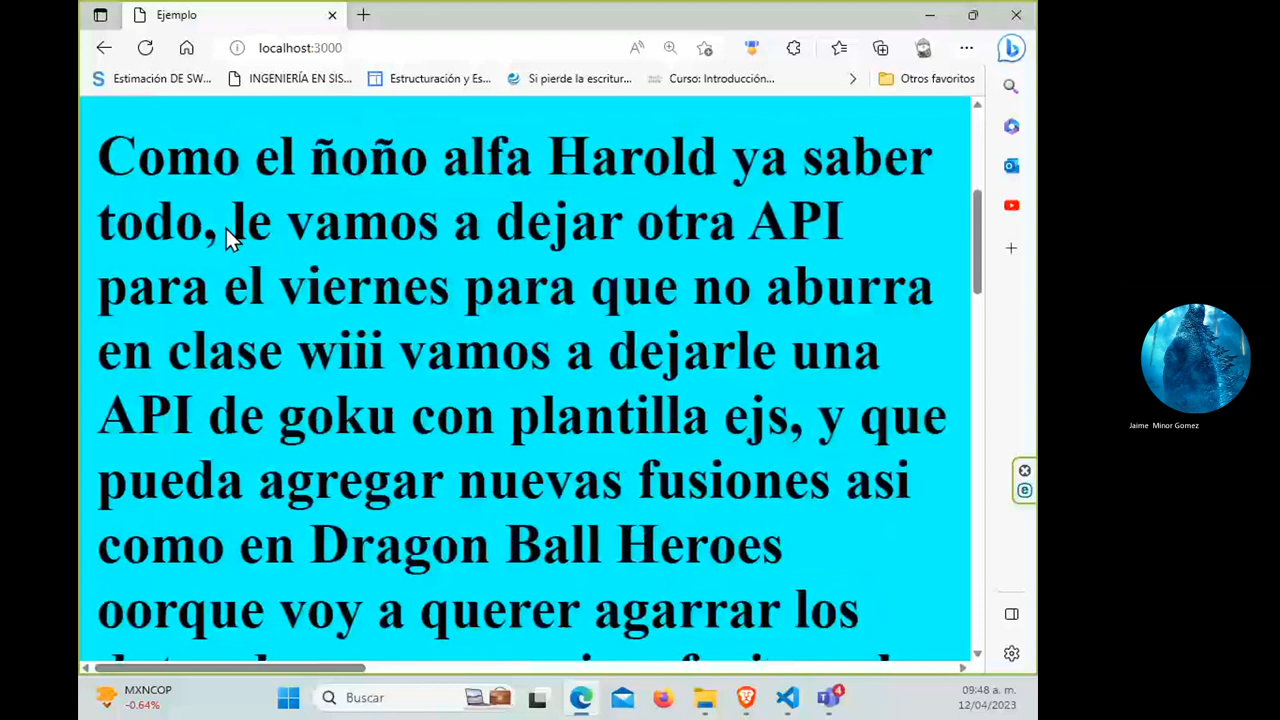 Ejemplo
localhost:3000
Estimación DE SW...
INGENIERÍA EN SIS...
Estructuración y Es...
Si pierde la escritur...
Curso: Introducción...
Otros favoritos
Como el ñoño alfa Harold ya saber
todo, le vamos a dejar otra API
para el viernes para que no aburra
en clase wiii vamos a dejarle una
API de goku con plantilla ejs, y que
pueda agregar nuevas fusiones asi
como en Dragon Ball Heroes
oorque voy a querer agarrar los
Jaime Minor Gomez
MXNCOP
-0.64%
Buscar
4
09:48 a. m.
12/04/2023